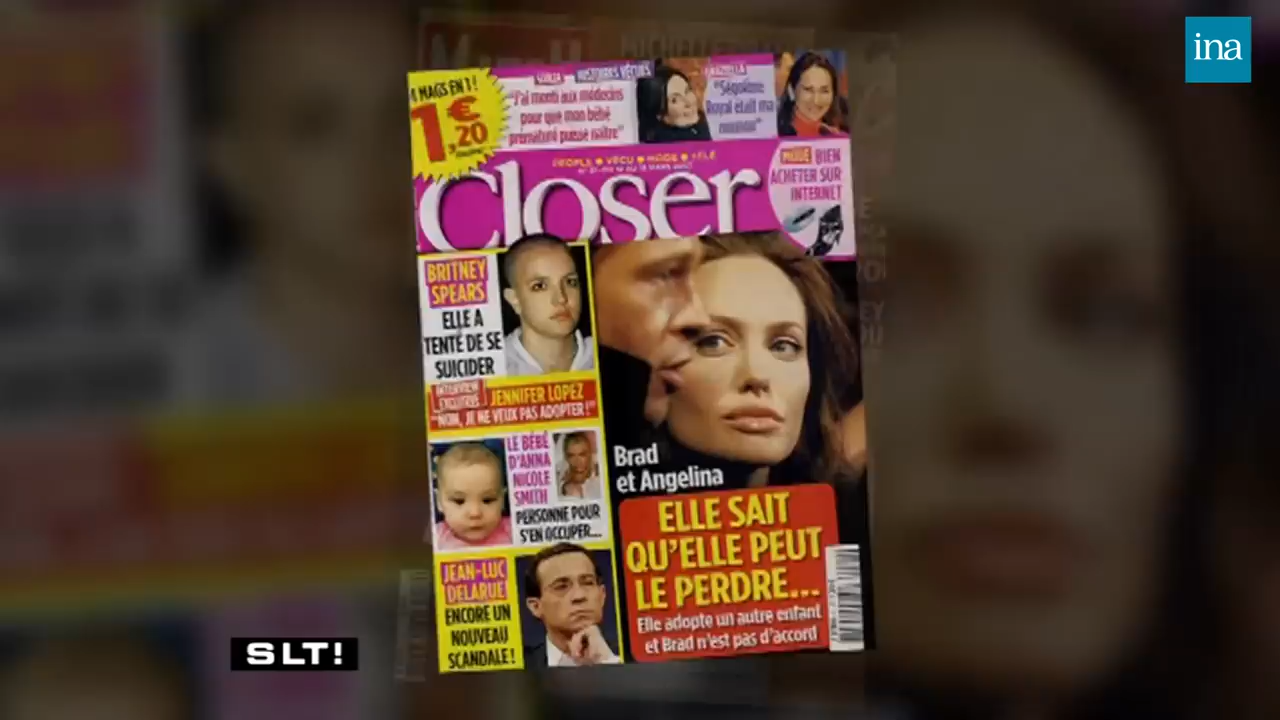 ina
4 MAGS EN 1 !
1€
,20
"J'ai menti aux médecins
pour que mon bébé
prématuré puisse naître"
HISTOIRES VÉCUES
"Ségolène
Royal était ma
nounou"
PEOPLE • VÉCU • MODE • TÉLÉ
Closer
MODE BIEN
ACHETER SUR
INTERNET
BRITNEY
SPEARS
ELLE A
TENTÉ DE SE
SUICIDER
INTERVIEW
EXCLUSIVE
JENNIFER LOPEZ
"NON, JE NE VEUX PAS ADOPTER !"
LE BÉBÉ
D'ANNA
NICOLE
SMITH
PERSONNE POUR
S'EN OCCUPER...
JEAN-LUC
DELARUE
ENCORE UN
NOUVEAU
SCANDALE !
Brad
et Angelina
ELLE SAIT
QU'ELLE PEUT
LE PERDRE...
Elle adopte un autre enfant
et Brad n'est pas d'accord
SLT!